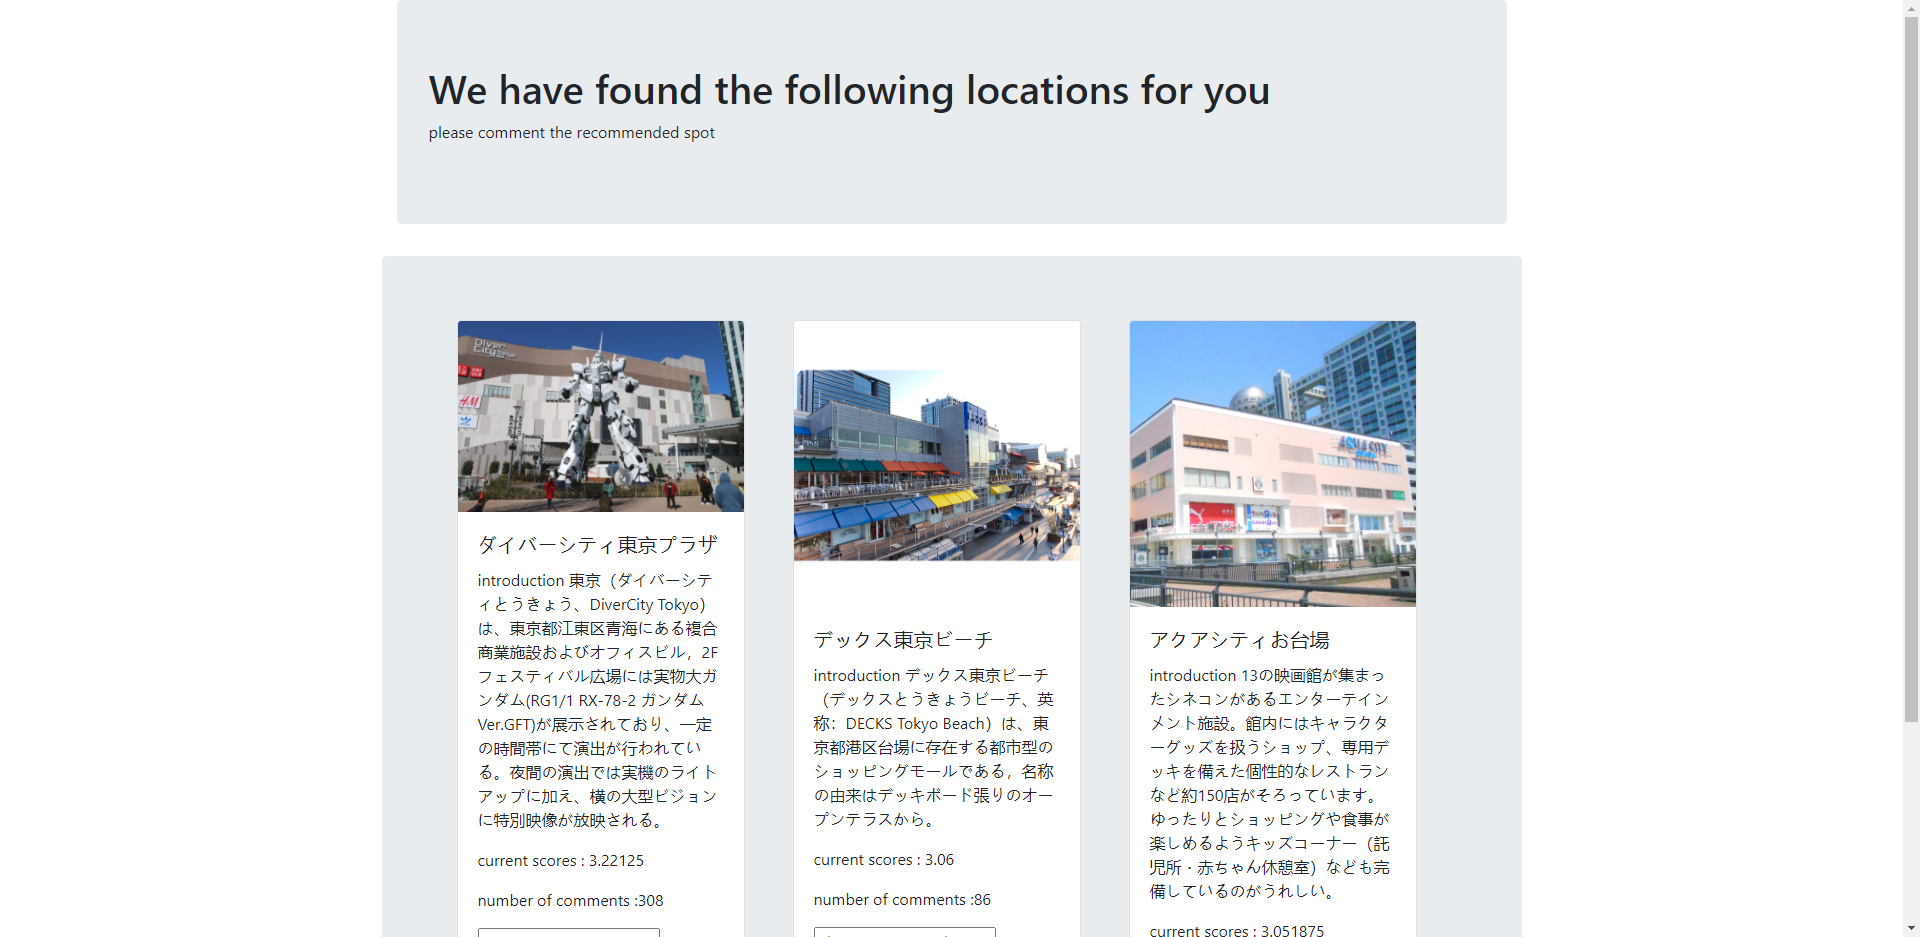 We have found the following locations for you
please comment the recommended spot
Diver
City
H&M
ダイバーシティ東京プラザ
introduction 東京（ダイバーシテ
ィとうきょう、DiverCity Tokyo）
は、東京都江東区青海にある複合
商業施設およびオフィスビル，2F
フェスティバル広場には実物大ガ
ンダム(RG1/1 RX-78-2 ガンダム
Ver.GFT)が展示されており、一定
の時間帯にて演出が行われてい
る。夜間の演出では実機のライト
アップに加え、横の大型ビジョン
に特別映像が放映される。
current scores : 3.22125
number of comments :308
デックス東京ビーチ
introduction デックス東京ビーチ
（デックスとうきょうビーチ、英
称：DECKS Tokyo Beach）は、東
京都港区台場に存在する都市型の
ショッピングモールである，名称
の由来はデッキボード張りのオー
プンテラスから。
current scores : 3.06
number of comments :86
AQUA CITY
アクアシティお台場
introduction 13の映画館が集まっ
たシネコンがあるエンターテイン
メント施設。館内にはキャラクタ
ーグッズを扱うショップ、専用デ
ッキを備えた個性的なレストラン
など約150店がそろっています。
ゆったりとショッピングや食事が
楽しめるようキッズコーナー（託
児所・赤ちゃん休憩室）なども完
備しているのがうれしい。
current scores : 3.051875